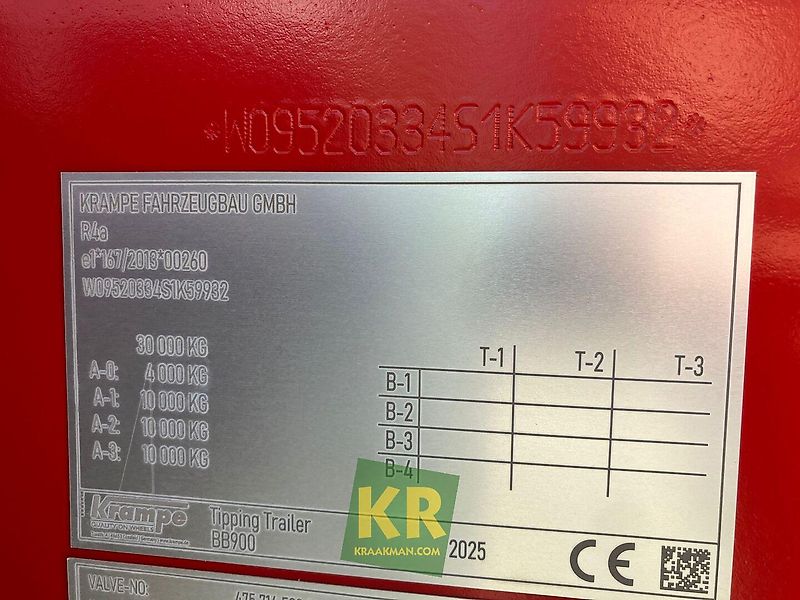 *W09520334S1K59932*
KRAMPE FAHRZEUGBAU GMBH
R4a
e1*167/2013*00260
W09520334S1K59932
30 000 KG
A-0: 4 000 KG
A-1: 10 000 KG
A-2: 10 000 KG
A-3: 10 000 KG
T-1 T-2 T-3
B-1
B-2
B-3
B-4
Krampe
QUALITY ON WHEELS
Tipping Trailer
BB900
KR
KRAAKMAN.COM
2025
CE
VALVE-NO: